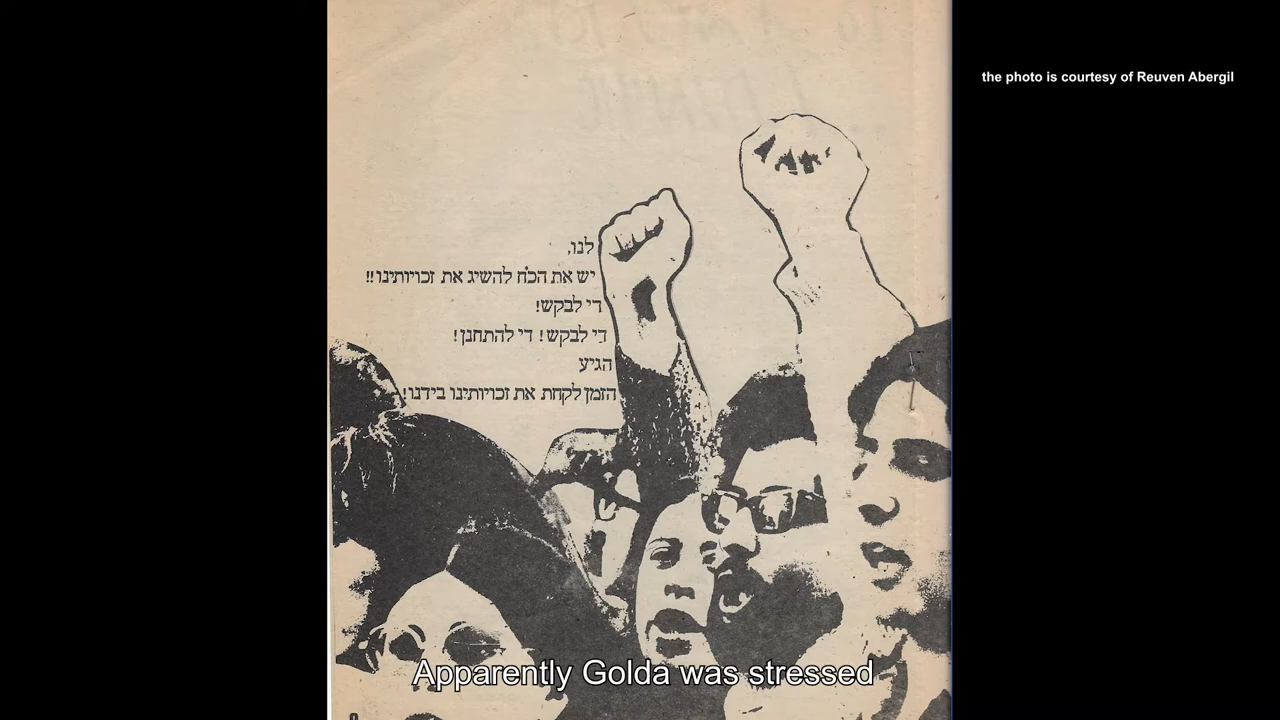 the photo is courtesy of Reuven Abergil
לנו,
יש את הכח להשיג את זכויותינו!!
די לבקש!
די לבקש! די להתחנן!
הגיע
הזמן לקחת את זכויותינו בידנו!
Apparently Golda was stressed